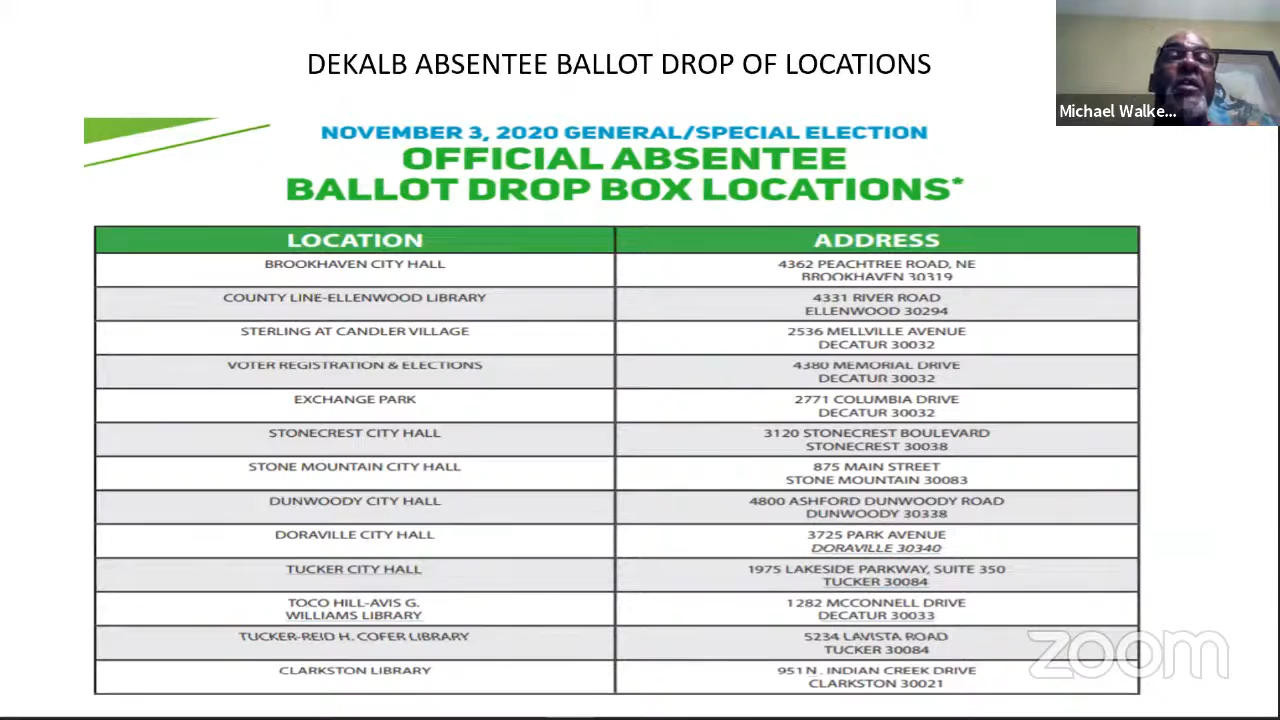 DEKALB ABSENTEE BALLOT DROP OF LOCATIONS
Michael Walke...
NOVEMBER 3, 2020 GENERAL/SPECIAL ELECTION
OFFICIAL ABSENTEE
BALLOT DROP BOX LOCATIONS*
LOCATION ADDRESS
BROOKHAVEN CITY HALL 4362 PEACHTREE ROAD, NE
BROOKHAVEN 30319
COUNTY LINE-ELLENWOOD LIBRARY 4331 RIVER ROAD
ELLENWOOD 30294
STERLING AT CANDLER VILLAGE 2536 MELLVILLE AVENUE
DECATUR 30032
VOTER REGISTRATION & ELECTIONS 4380 MEMORIAL DRIVE
DECATUR 30032
EXCHANGE PARK 2771 COLUMBIA DRIVE
DECATUR 30032
STONECREST CITY HALL 3120 STONECREST BOULEVARD
STONECREST 30038
STONE MOUNTAIN CITY HALL 875 MAIN STREET
STONE MOUNTAIN 30083
DUNWOODY CITY HALL 4800 ASHFORD DUNWOODY ROAD
DUNWOODY 30338
DORAVILLE CITY HALL 3725 PARK AVENUE
DORAVILLE 30340
TUCKER CITY HALL 1975 LAKESIDE PARKWAY, SUITE 350
TUCKER 30084
TOCO HILL-AVIS G. 1282 MCCONNELL DRIVE
WILLIAMS LIBRARY DECATUR 30033
TUCKER-REID H. COFER LIBRARY 5234 LAVISTA ROAD
TUCKER 30084
CLARKSTON LIBRARY 951 N. INDIAN CREEK DRIVE
CLARKSTON 30021
zoom